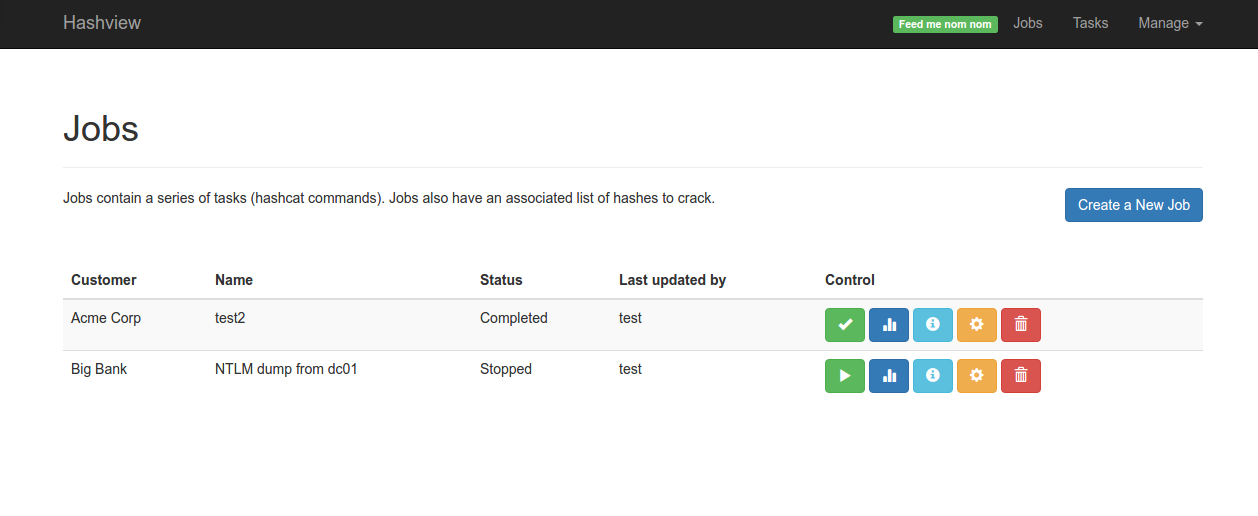 Hashview Feed me nom nom Jobs Tasks Manage
Jobs
Jobs contain a series of tasks (hashcat commands). Jobs also have an associated list of hashes to crack. Create a New Job
Customer Name Status Last updated by Control
Acme Corp test2 Completed test
Big Bank NTLM dump from dc01 Stopped test